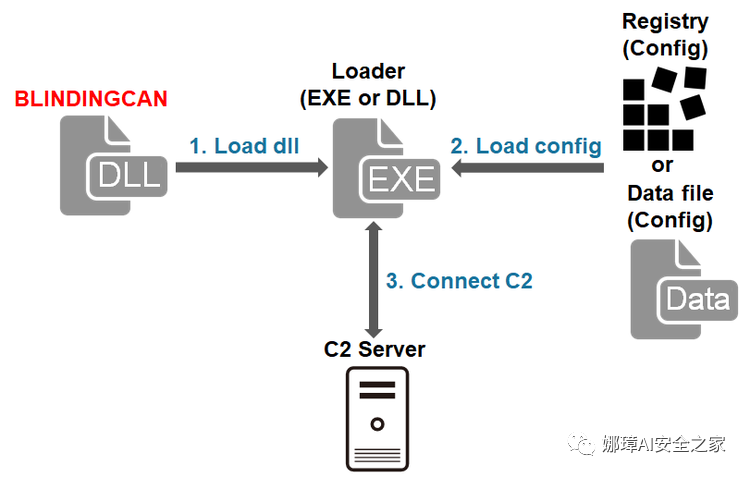 Registry
(Config)
Loader
(EXE or DLL)
BLINDINGCAN
1. Load dll
2. Load config
DLL
EXE
or
Data file
(Config)
3. Connect C2
Data
C2 Server
娜璋AI安全之家